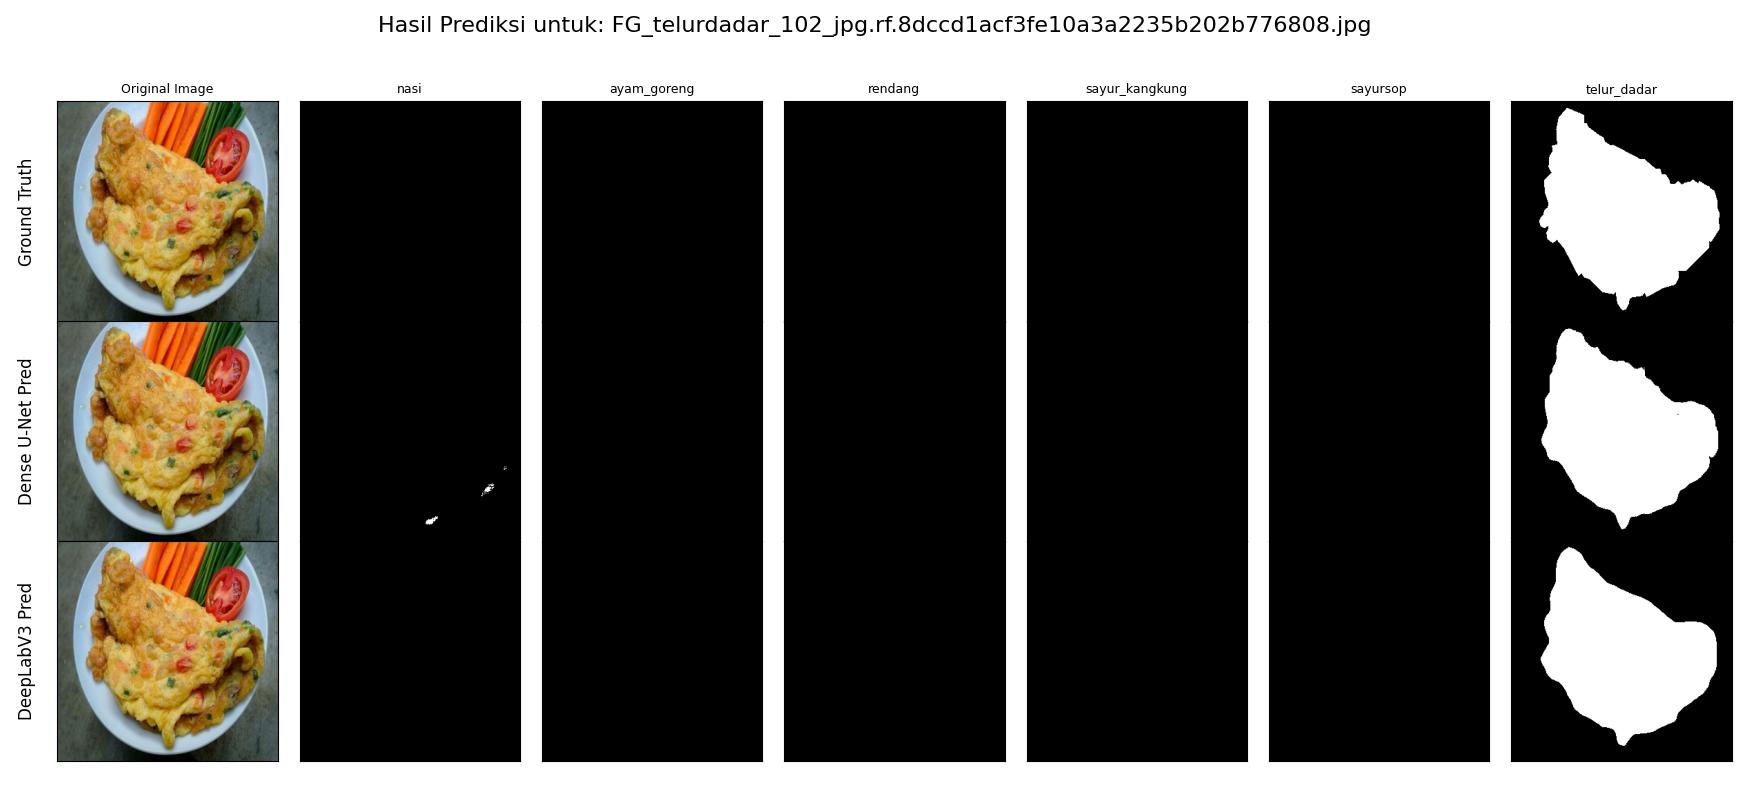 Hasil Prediksi untuk: FG_telurdadar_102_jpg.rf.8dccd1acf3fe10a3a2235b202b776808.jpg
Original Image nasi ayam_goreng rendang sayur_kangkung sayursop telur_dadar
Ground Truth
Dense U-Net Pred
DeepLabV3 Pred